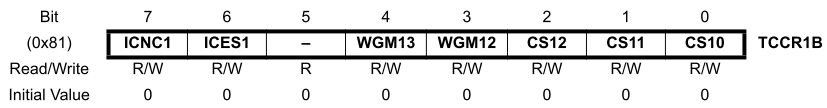 Bit 7 6 5 4 3 2 1 0
(0x81) ICNC1 ICES1 – WGM13 WGM12 CS12 CS11 CS10 TCCR1B
Read/Write R/W R/W R R/W R/W R/W R/W R/W
Initial Value 0 0 0 0 0 0 0 0